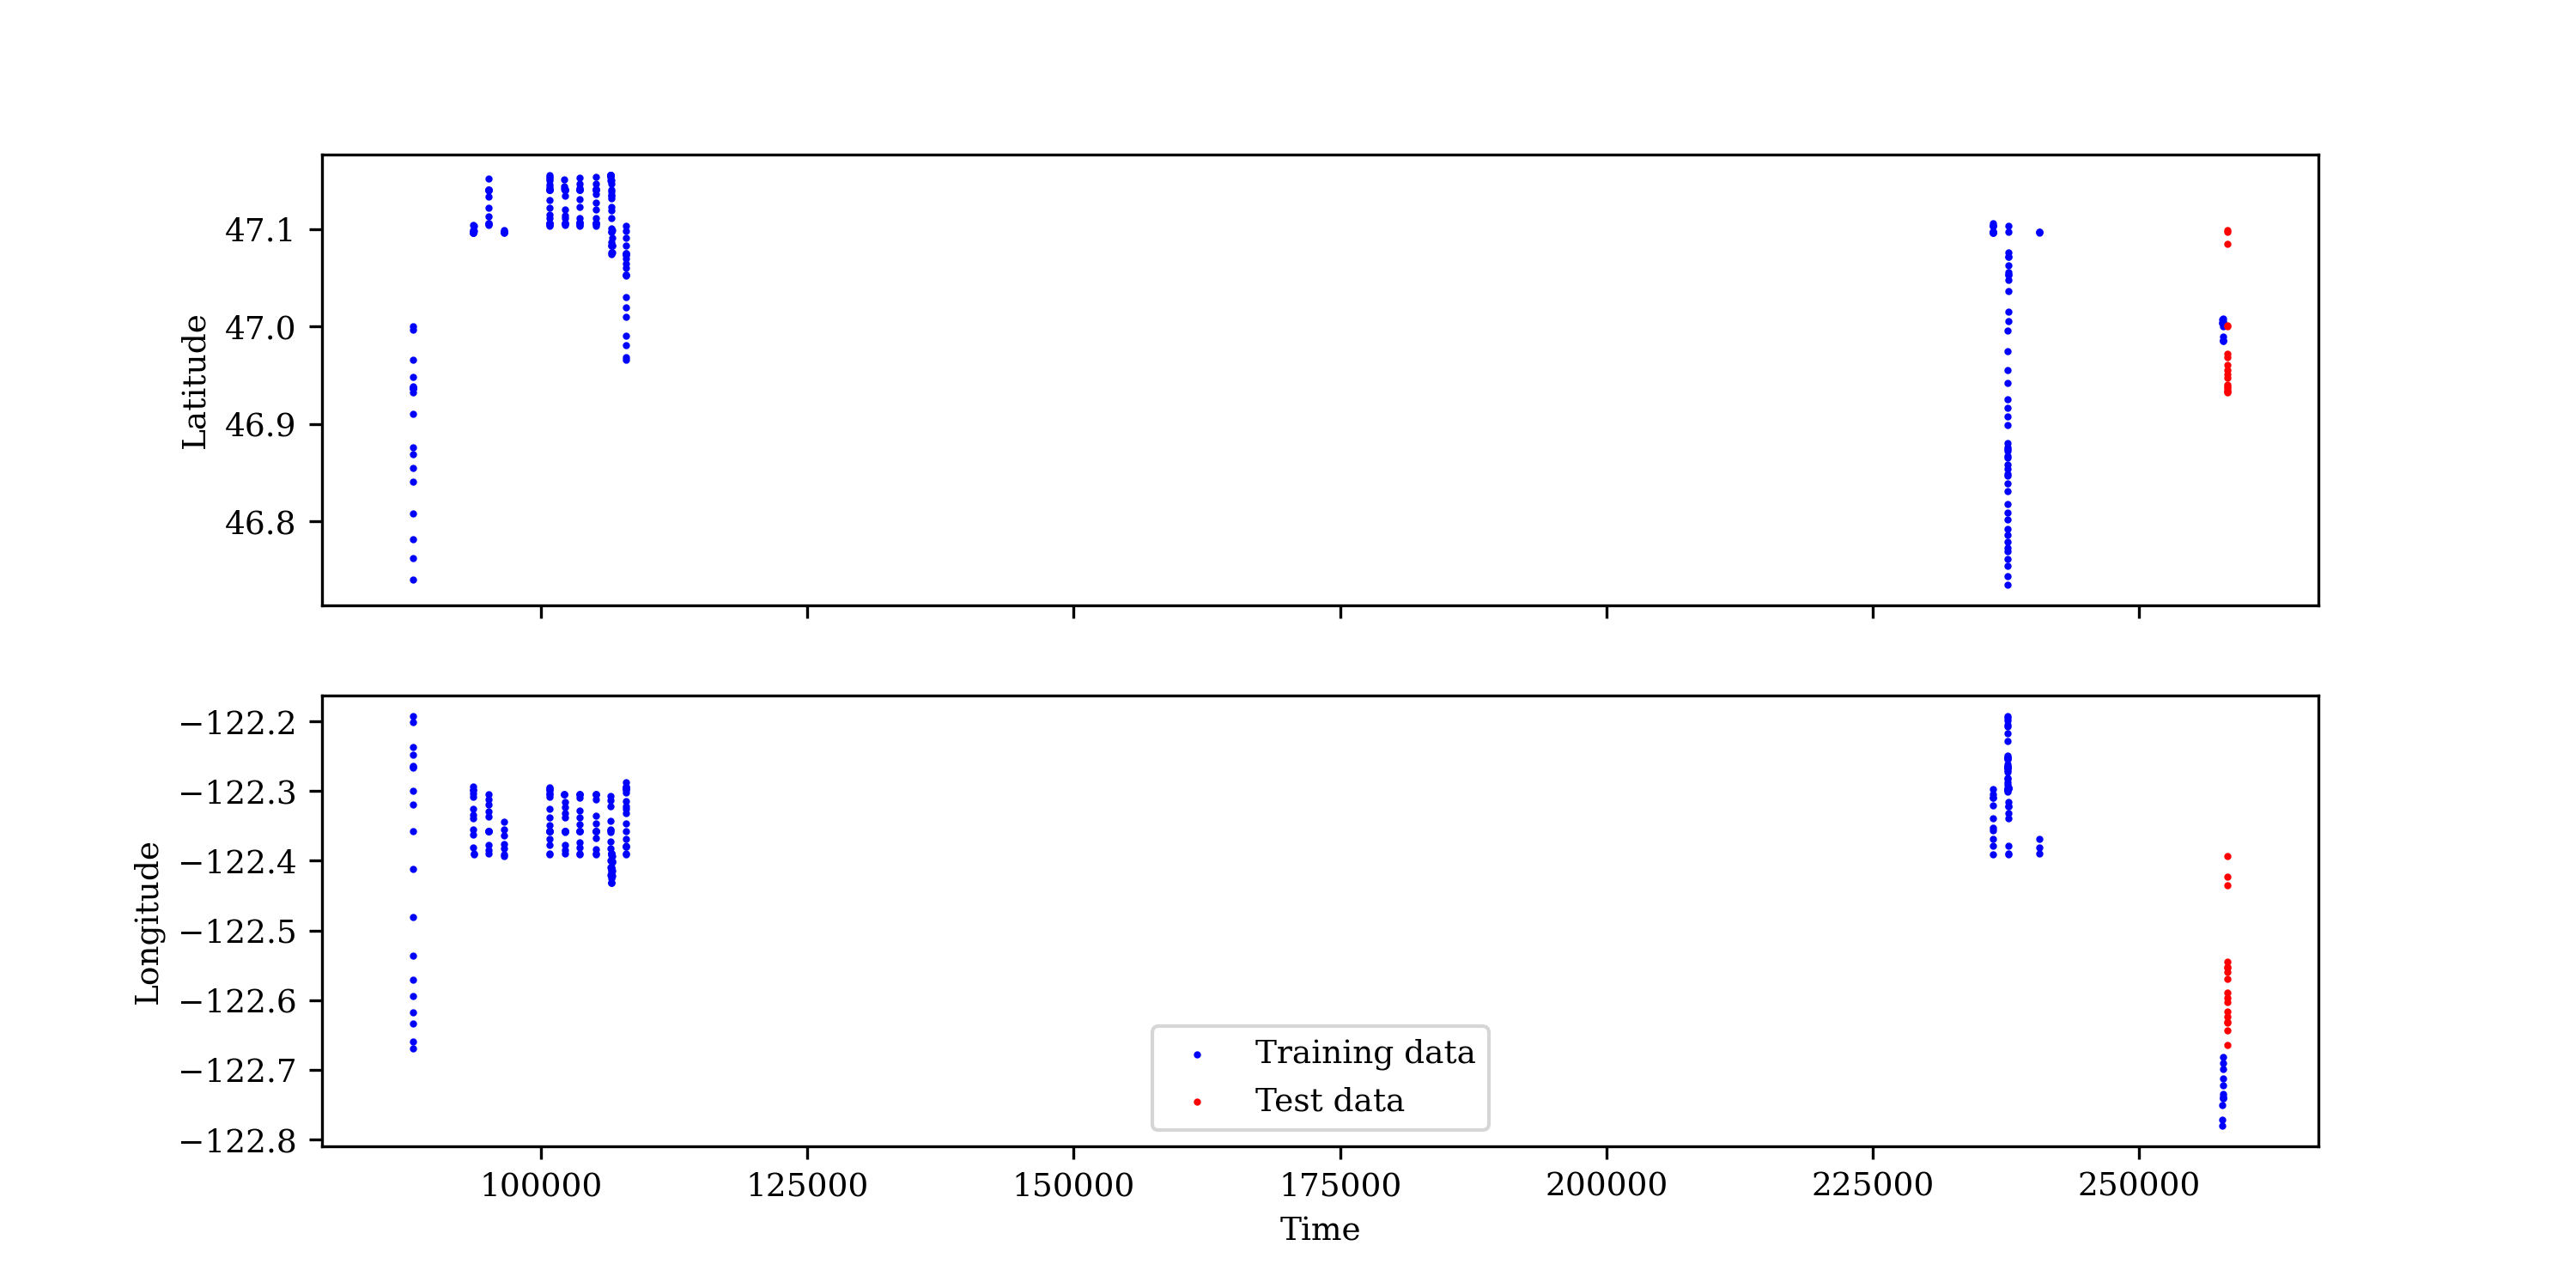 47.1
47.0
46.9
46.8
Latitude
−122.2
−122.3
−122.4
−122.5
−122.6
−122.7
−122.8
Longitude
Training data
Test data
100000 125000 150000 175000 200000 225000 250000
Time